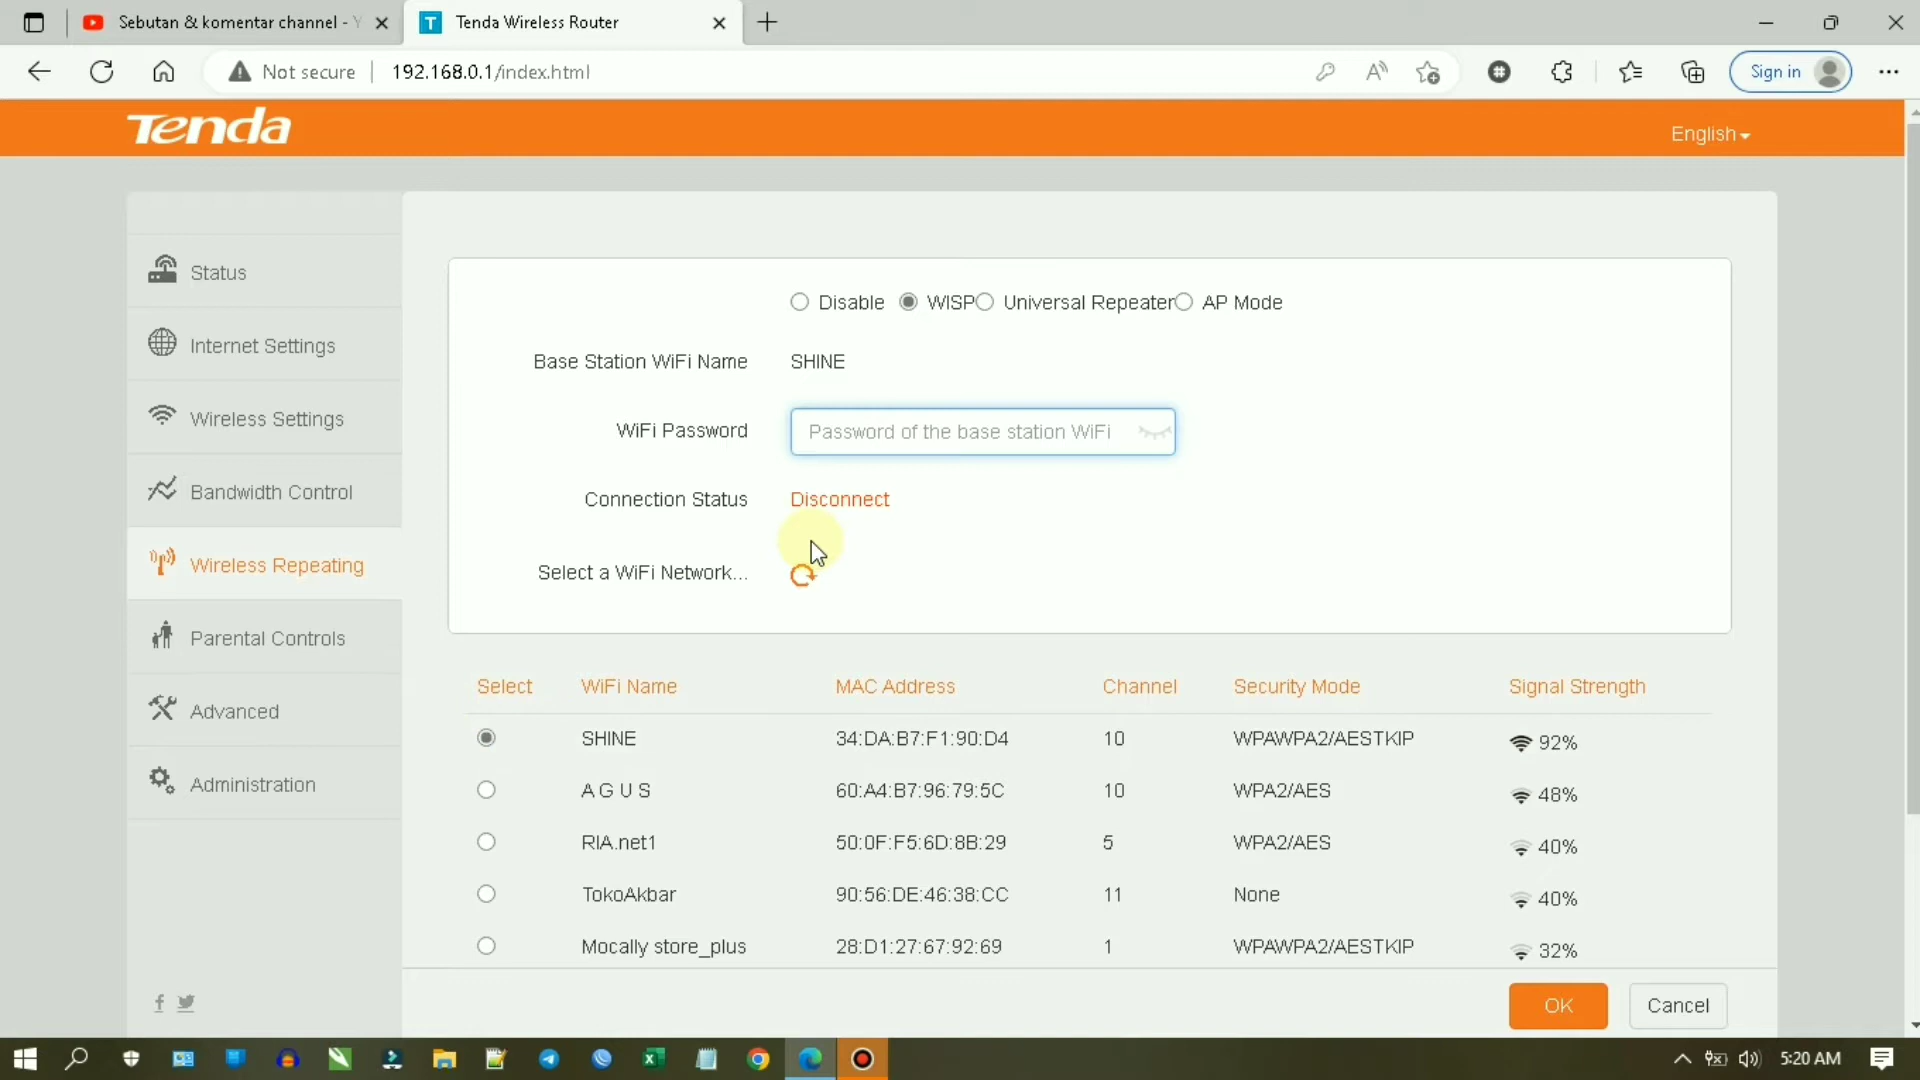 Sebutan & komentar channel - Y
Tenda Wireless Router
Not secure
192.168.0.1/index.html
Sign in
Tenda
English
Status
Internet Settings
Wireless Settings
Bandwidth Control
Wireless Repeating
Parental Controls
Advanced
Administration
Disable WISP Universal Repeater AP Mode
Base Station WiFi Name SHINE
WiFi Password Password of the base station WiFi
Connection Status Disconnect
Select a WiFi Network...
Select WiFi Name MAC Address Channel Security Mode Signal Strength
SHINE 34:DA:B7:F1:90:D4 10 WPAWPA2/AESTKIP 92%
A G U S 60:A4:B7:96:79:5C 10 WPA2/AES 48%
RIA.net1 50:0F:F5:6D:8B:29 5 WPA2/AES 40%
TokoAkbar 90:56:DE:46:38:CC 11 None 40%
Mocally store_plus 28:D1:27:67:92:69 1 WPAWPA2/AESTKIP 32%
OK Cancel
5:20 AM